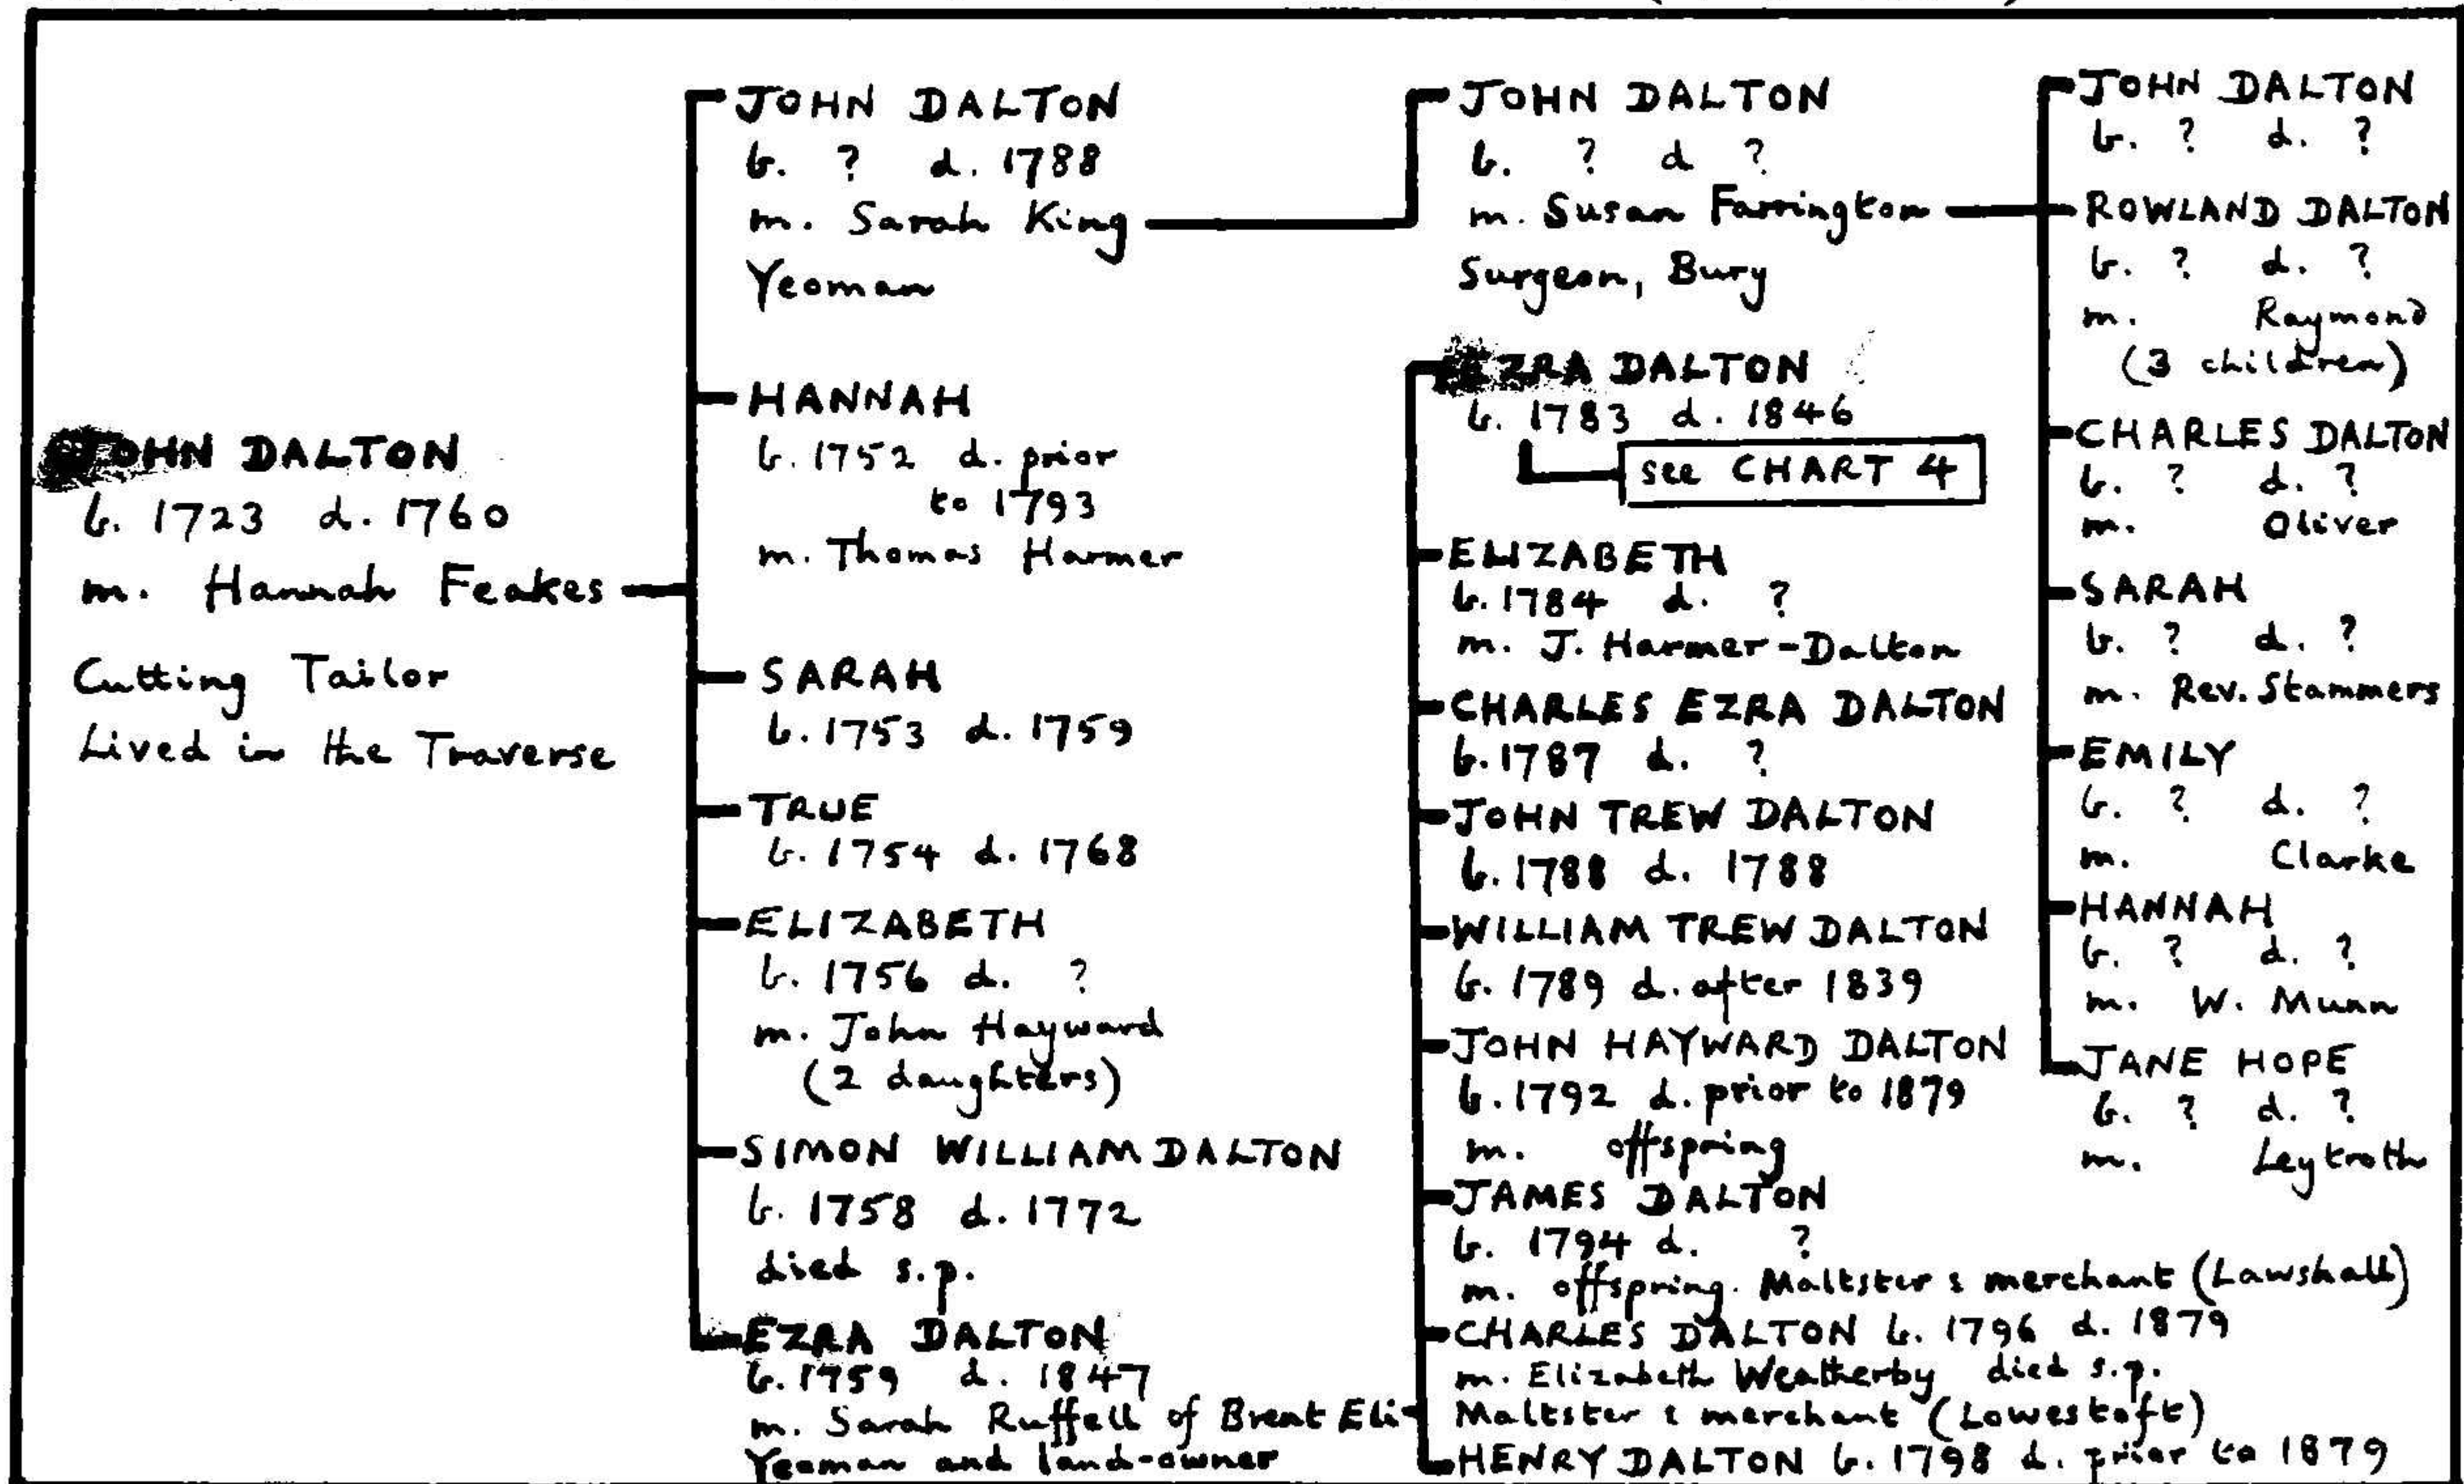 JOHN DALTON
b. 1723 d. 1760
m. Hannah Feakes
Cutting Tailor
Lived in the Traverse
JOHN DALTON
b. ? d. 1788
m. Sarah King
Yeoman
HANNAH
b. 1752 d. prior
to 1793
m. Thomas Harmer
SARAH
b. 1753 d. 1759
TRUE
b. 1754 d. 1768
ELIZABETH
b. 1756 d. ?
m. John Hayward
(2 daughters)
SIMON WILLIAM DALTON
b. 1758 d. 1772
died s.p.
EZRA DALTON
b. 1759 d. 1847
m. Sarah Ruffell of Brent Eli
Yeoman and land-owner
JOHN DALTON
b. ? d ?
m. Susan Farrington
Surgeon, Bury
EZRA DALTON
b. 1783 d. 1846
see CHART 4
ELIZABETH
b. 1784 d. ?
m. J. Harmer-Dalton
CHARLES EZRA DALTON
b. 1787 d. ?
JOHN TREW DALTON
b. 1788 d. 1788
WILLIAM TREW DALTON
b. 1789 d. after 1839
JOHN HAYWARD DALTON
b. 1792 d. prior to 1879
m. offspring
JAMES DALTON
b. 1794 d. ?
m. offspring. Maltster & merchant (Lawshall)
CHARLES DALTON b. 1796 d. 1879
m. Elizabeth Weatherby died s.p.
Maltster & merchant (Lowestoft)
HENRY DALTON b. 1798 d. prior to 1879
JOHN DALTON
b. ? d. ?
ROWLAND DALTON
b. ? d. ?
m. Raymond
(3 children)
CHARLES DALTON
b. ? d. ?
m. Oliver
SARAH
b. ? d. ?
m. Rev. Stammers
EMILY
b. ? d. ?
m. Clarke
HANNAH
b. ? d. ?
m. W. Munn
JANE HOPE
b. ? d. ?
m. Leytroth